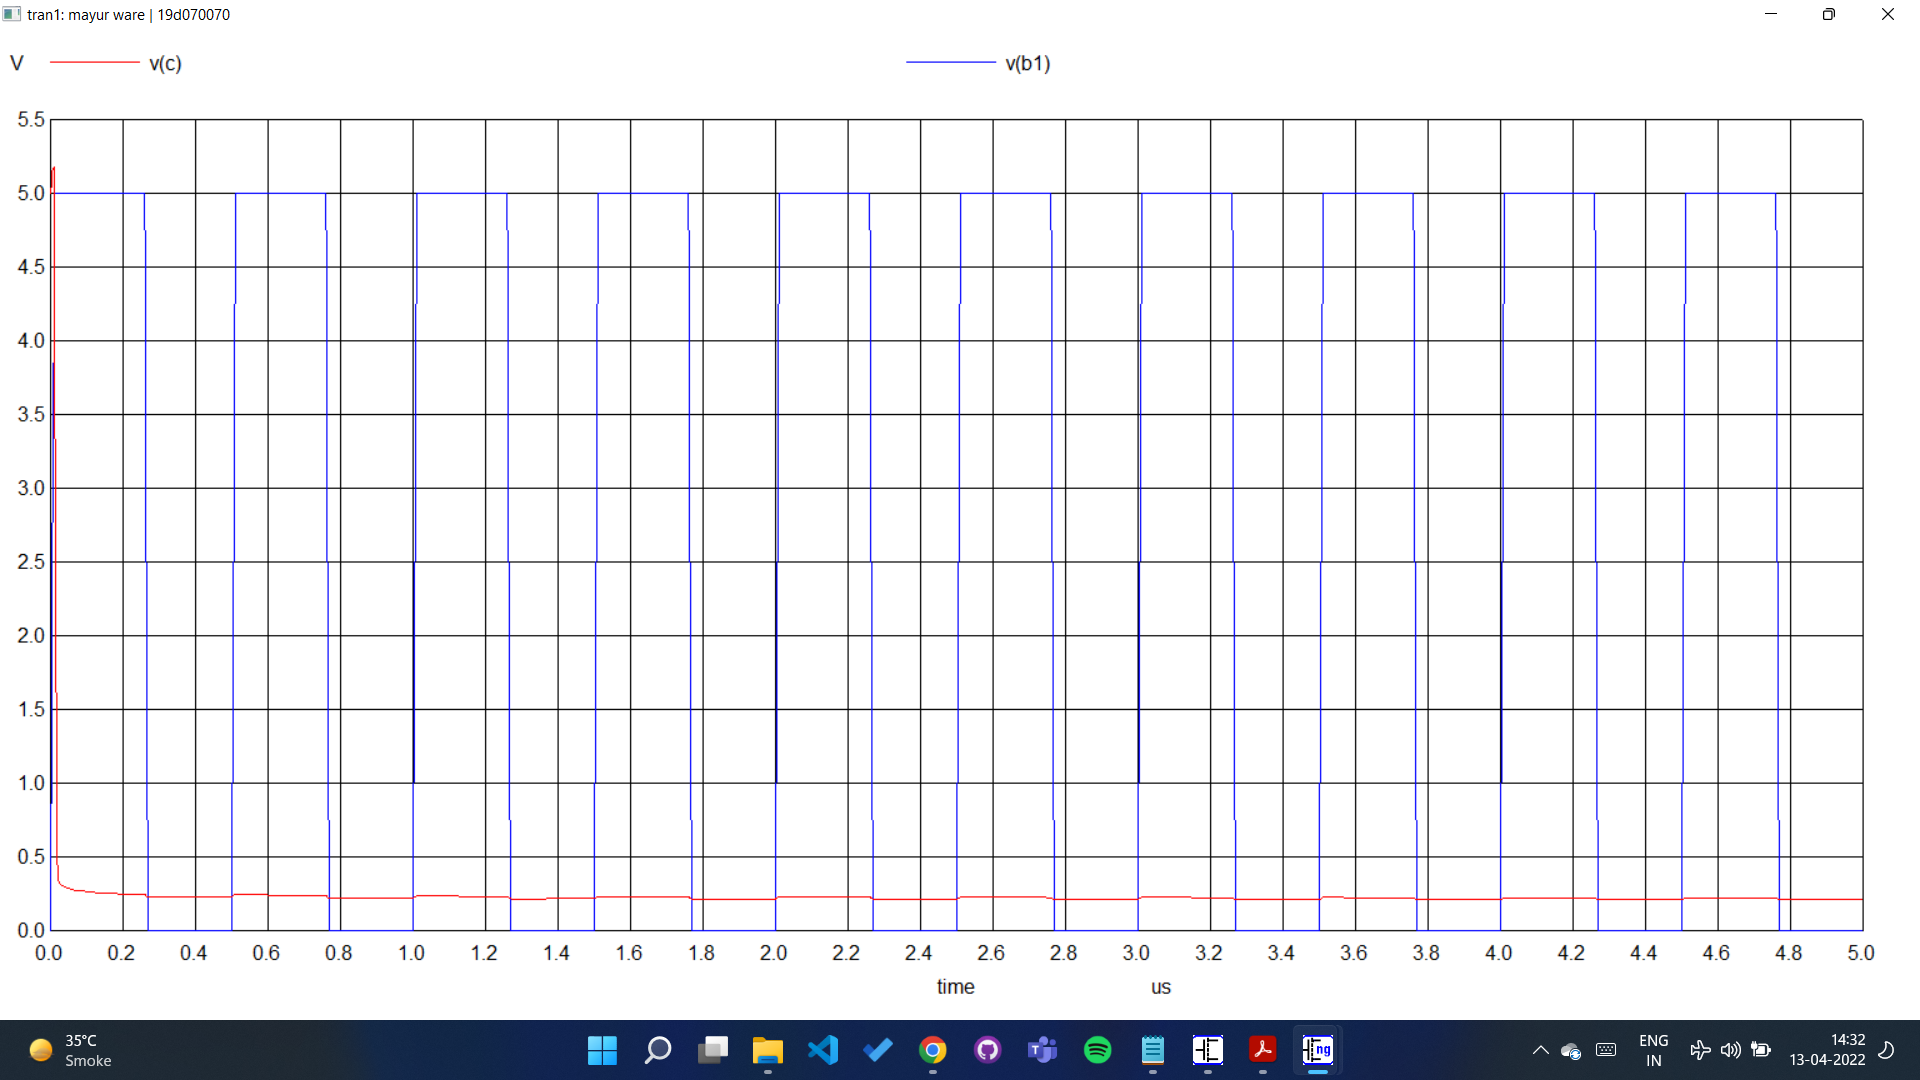 tran1: mayur ware | 19d070070
V v(c) v(b1)
5.5
5.0
4.5
4.0
3.5
3.0
2.5
2.0
1.5
1.0
0.5
0.0
0.0 0.2 0.4 0.6 0.8 1.0 1.2 1.4 1.6 1.8 2.0 2.2 2.4 2.6 2.8 3.0 3.2 3.4 3.6 3.8 4.0 4.2 4.4 4.6 4.8 5.0
time us
35°C
Smoke
T
ng
ENG
IN
14:32
13-04-2022